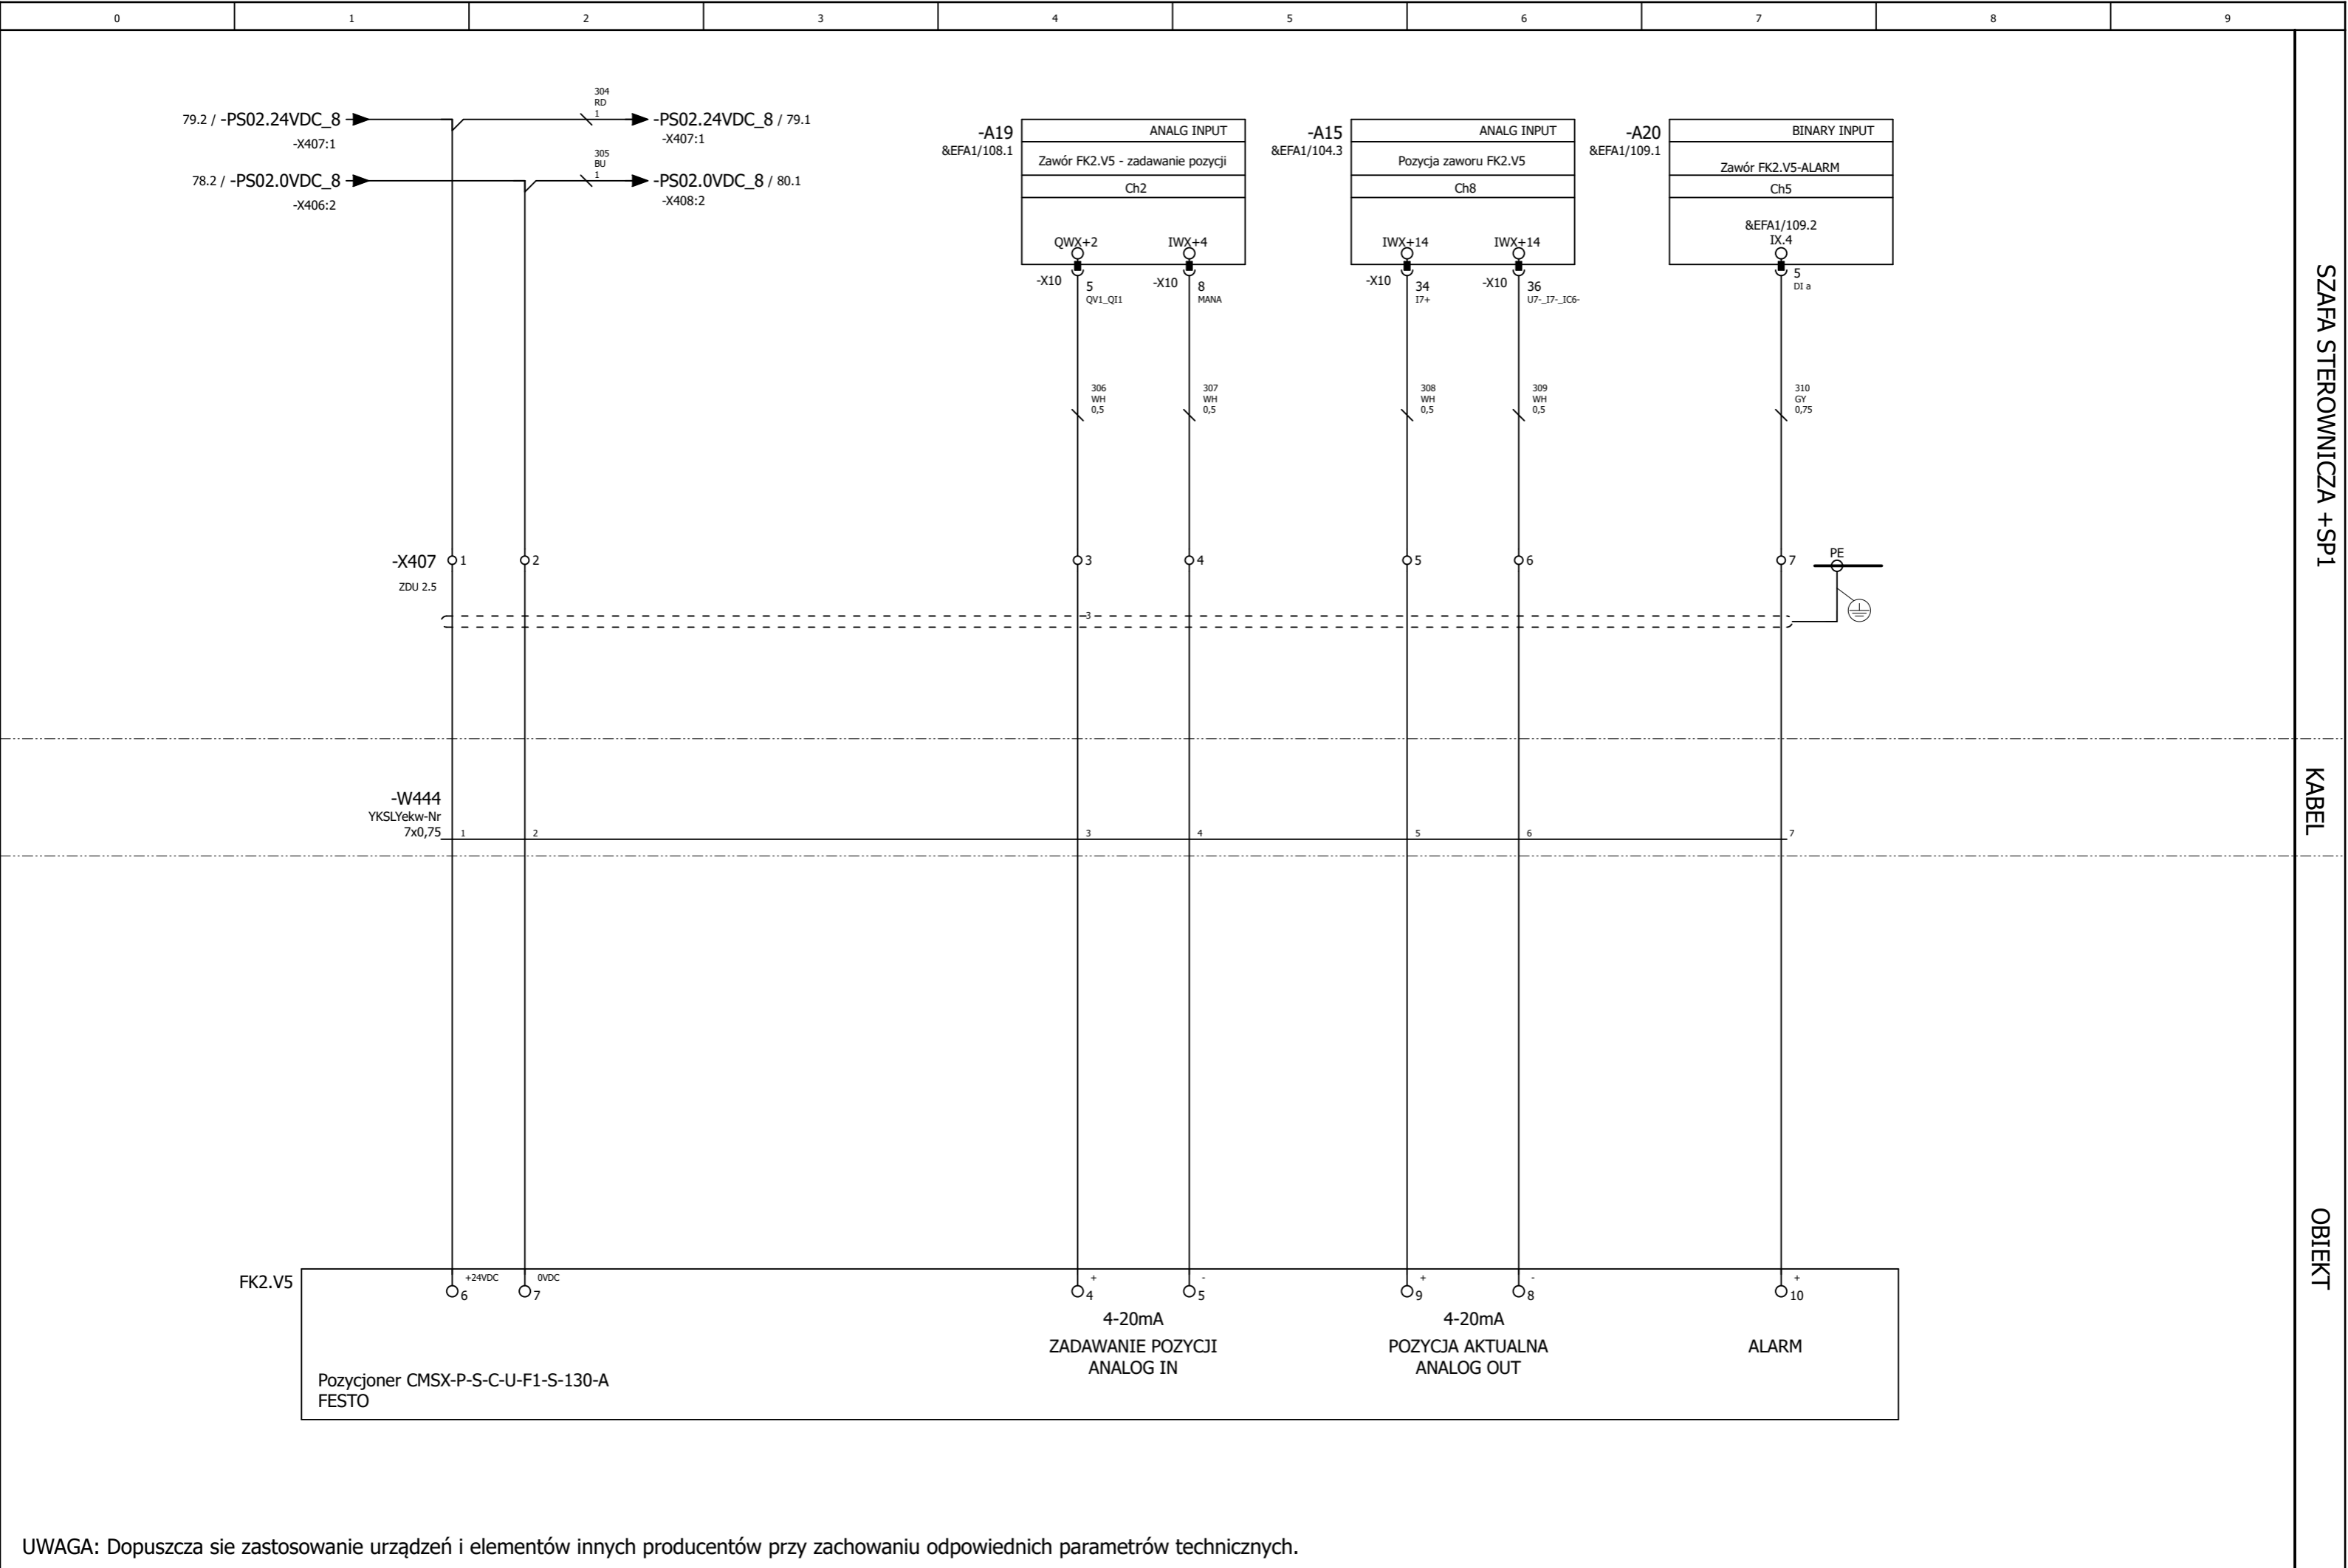 0 1 2 3 4 5 6 7 8 9
304
RD
1
79.2 / -PS02.24VDC_8
-X407:1
-PS02.24VDC_8 / 79.1
-X407:1
305
BU
1
78.2 / -PS02.0VDC_8
-X406:2
-PS02.0VDC_8 / 80.1
-X408:2
-A19
&EFA1/108.1
ANALG INPUT
Zawór FK2.V5 - zadawanie pozycji
Ch2
QWX+2 IWX+4
-X10 5
QV1_QI1
-X10 8
MANA
-A15
&EFA1/104.3
ANALG INPUT
Pozycja zaworu FK2.V5
Ch8
IWX+14 IWX+14
-X10 34
I7+
-X10 36
U7-_I7-_IC6-
-A20
&EFA1/109.1
BINARY INPUT
Zawór FK2.V5-ALARM
Ch5
&EFA1/109.2
IX.4
5
DI a
306
WH
0,5
307
WH
0,5
308
WH
0,5
309
WH
0,5
310
GY
0,75
-X407 1 2 3 4 5 6 7 PE
ZDU 2.5
3
SZAFA STEROWNICZA +SP1
-W444
YKSLYekw-Nr
7x0,75 1 2 3 4 5 6 7
KABEL
OBIEKT
FK2.V5
+24VDC 0VDC + - + - +
6 7 4 5 9 8 10
4-20mA
ZADAWANIE POZYCJI
ANALOG IN
4-20mA
POZYCJA AKTUALNA
ANALOG OUT
ALARM
Pozycjoner CMSX-P-S-C-U-F1-S-130-A
FESTO
UWAGA: Dopuszcza sie zastosowanie urządzeń i elementów innych producentów przy zachowaniu odpowiednich parametrów technicznych.